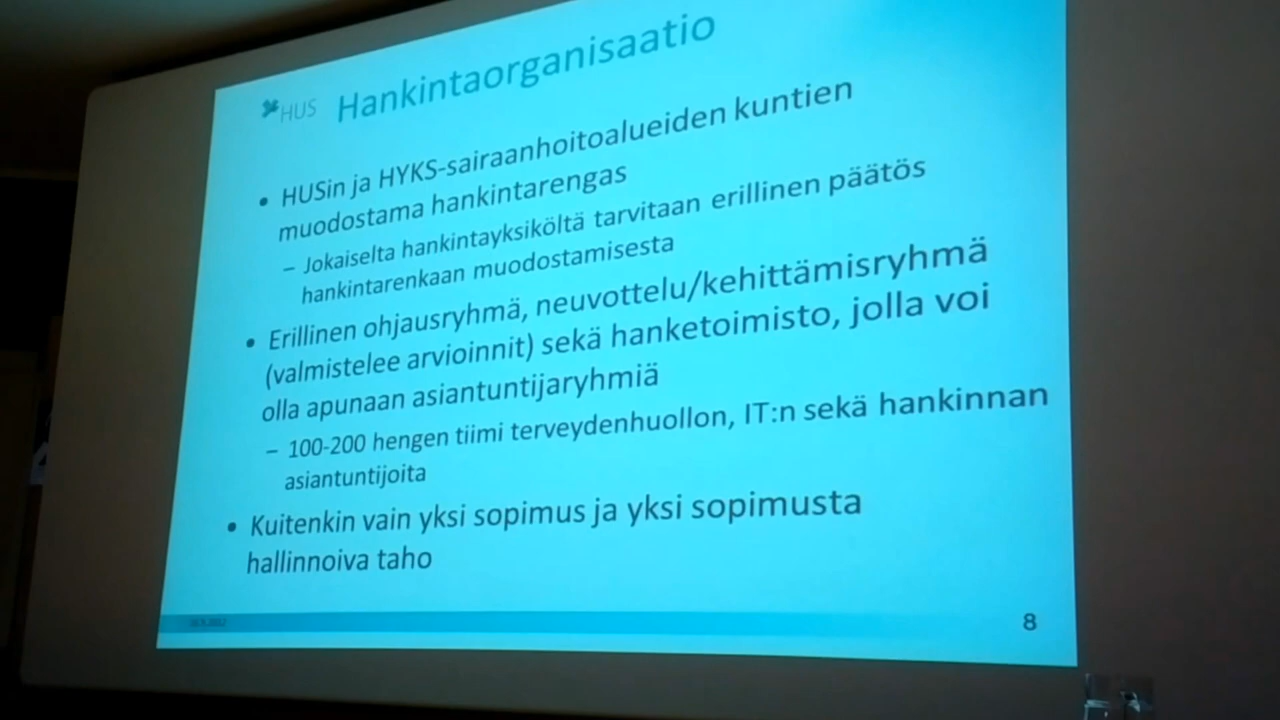 HUS
Hankintaorganisaatio
• HUSin ja HYKS-sairaanhoitoalueiden kuntien
muodostama hankintarengas
– Jokaiselta hankintayksiköltä tarvitaan erillinen päätös
hankintarenkaan muodostamisesta
• Erillinen ohjausryhmä, neuvottelu/kehittämisryhmä
(valmistelee arvioinnit) sekä hanketoimisto, jolla voi
olla apunaan asiantuntijaryhmiä
– 100-200 hengen tiimi terveydenhuollon, IT:n sekä hankinnan
asiantuntijoita
• Kuitenkin vain yksi sopimus ja yksi sopimusta
hallinnoiva taho
8